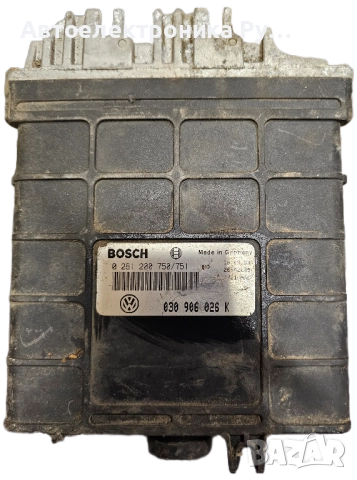 Автоелектроника Ру...
BOSCH
Made in Germany
0 261 200 750/751
030 906 026 K
BAZAR